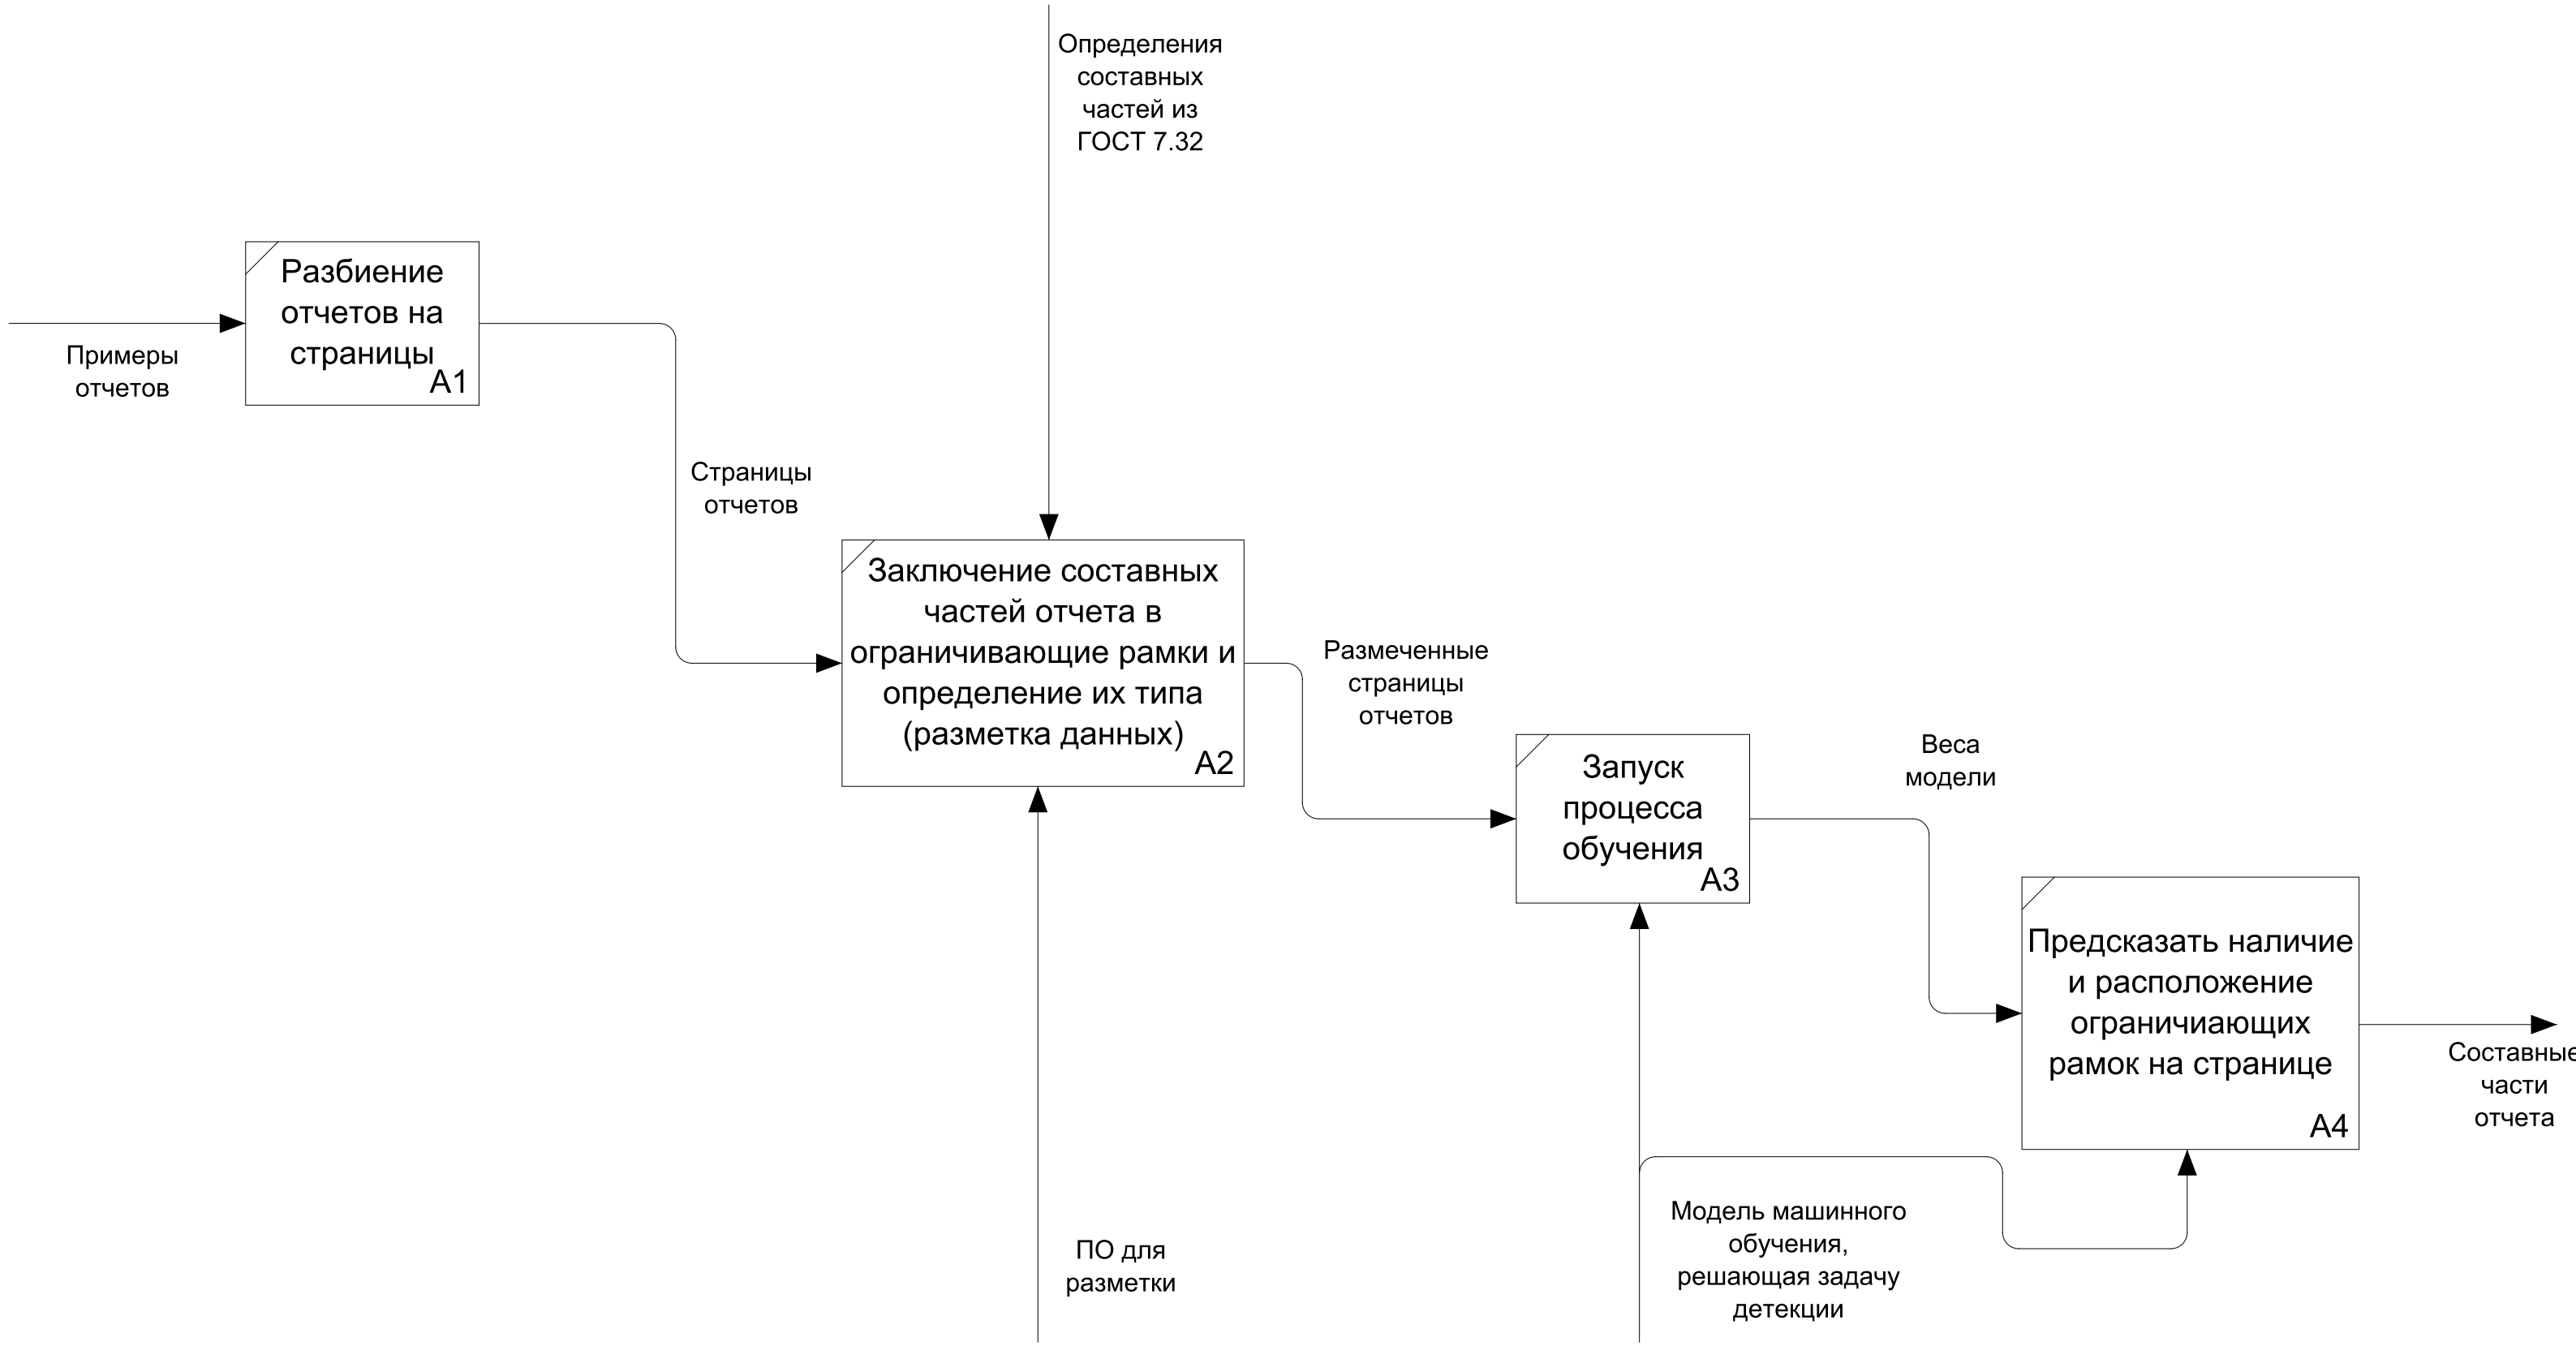 Определения
составных
частей из
ГОСТ 7.32
Разбиение
отчетов на
страницы
A1
Примеры
отчетов
Страницы
отчетов
Заключение составных
частей отчета в
ограничивающие рамки и
определение их типа
(разметка данных)
A2
Размеченные
страницы
отчетов
Запуск
процесса
обучения
A3
Веса
модели
Предсказать наличие
и расположение
ограничиающих
рамок на странице
A4
Составные
части
отчета
Модель машинного
обучения,
решающая задачу
детекции
ПО для
разметки